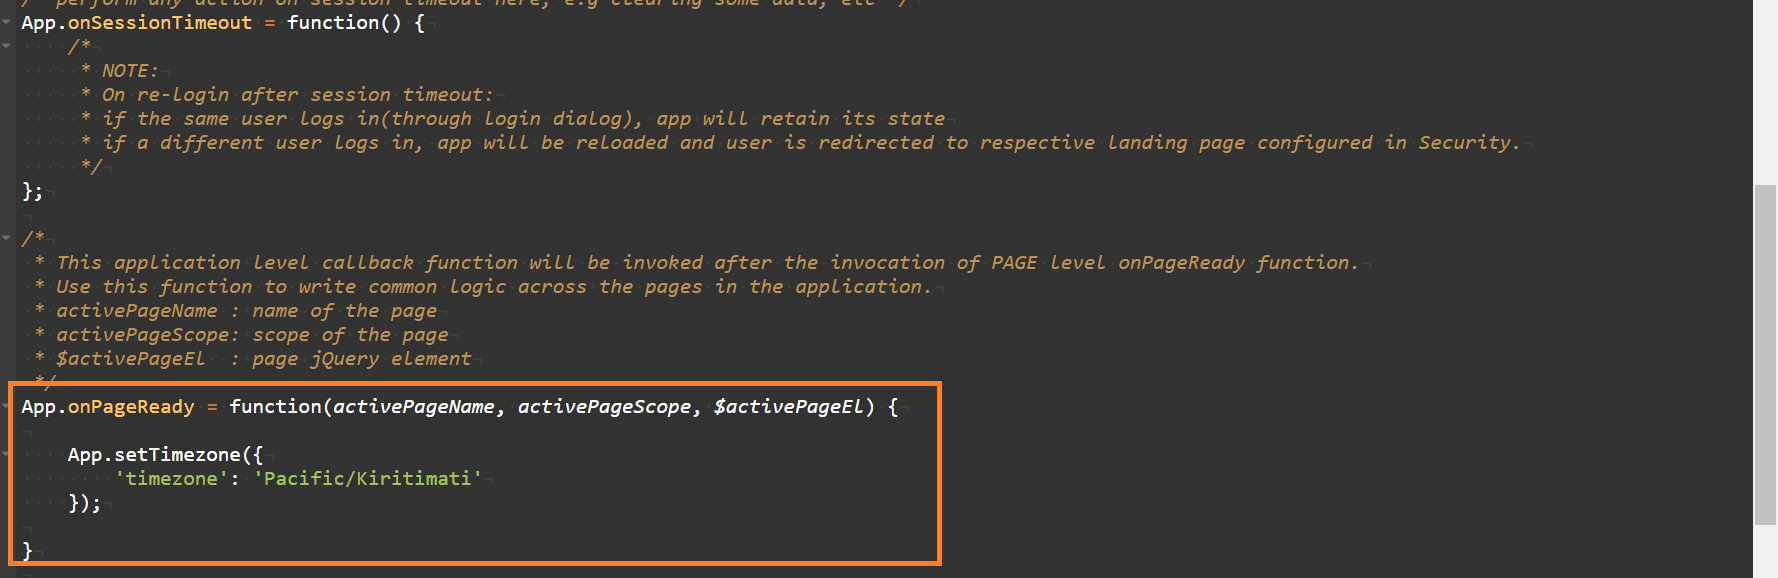 /* perform any action on session timeout here, e.g clearing some data, etc */
App.onSessionTimeout = function() {
/*
* NOTE:
* On re-login after session timeout:
* if the same user logs in(through login dialog), app will retain its state
* if a different user logs in, app will be reloaded and user is redirected to respective landing page configured in Security.
*/
};
/*
* This application level callback function will be invoked after the invocation of PAGE level onPageReady function.
* Use this function to write common logic across the pages in the application.
* activePageName : name of the page
* activePageScope: scope of the page
* $activePageEl  : page jQuery element
*/
App.onPageReady = function(activePageName, activePageScope, $activePageEl) {
App.setTimezone({
'timezone': 'Pacific/Kiritimati'
});
}